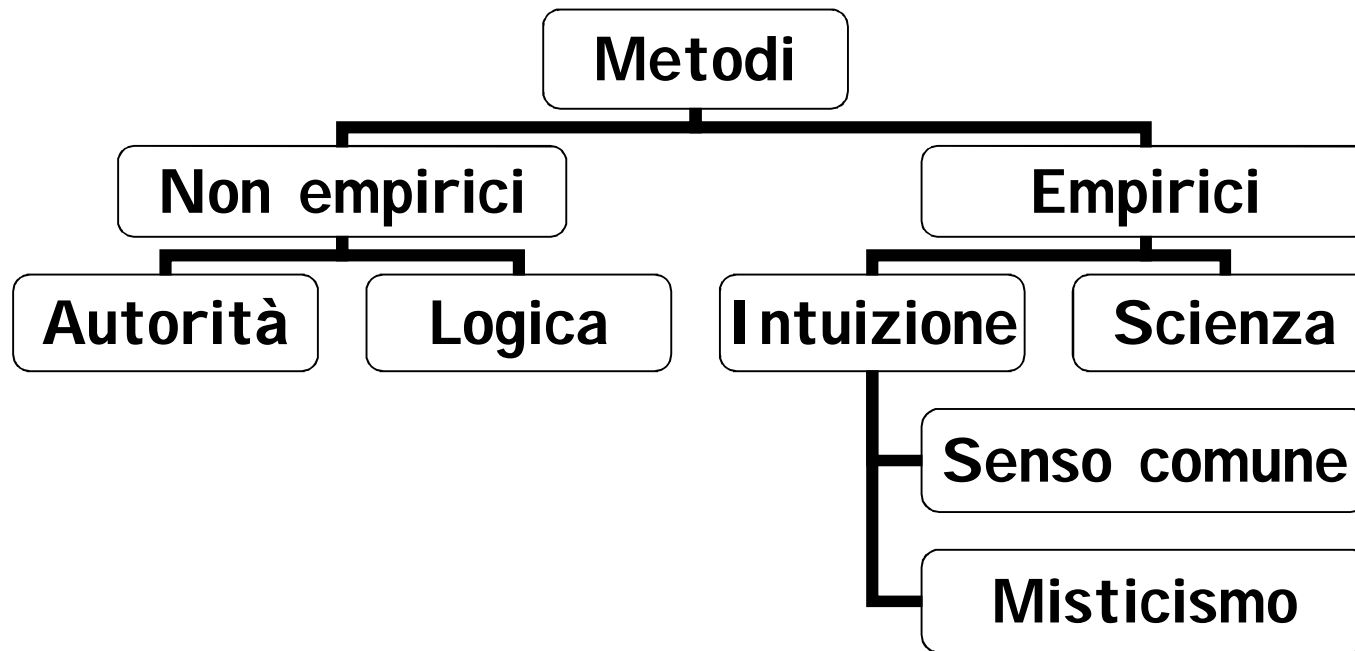 Metodi
Non empirici
Empirici
Autorità
Logica
Intuizione
Scienza
Senso comune
Misticismo